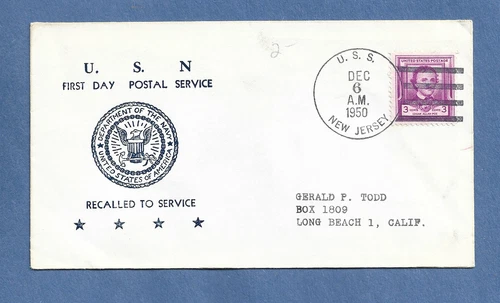 2-
U. S. N
FIRST DAY POSTAL SERVICE
DEPARTMENT OF THE NAVY
UNITED STATES OF AMERICA
RECALLED TO SERVICE
U. S. S.
DEC
6
A.M.
1950
NEW JERSEY
UNITED STATES POSTAGE
3 3
GERALD F. TODD
BOX 1809
LONG BEACH 1, CALIF.